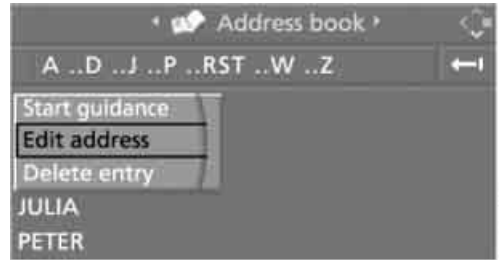 Address book
A ..D ..J ..P ..RST ..W ..Z
Start guidance
Edit address
Delete entry
JULIA
PETER